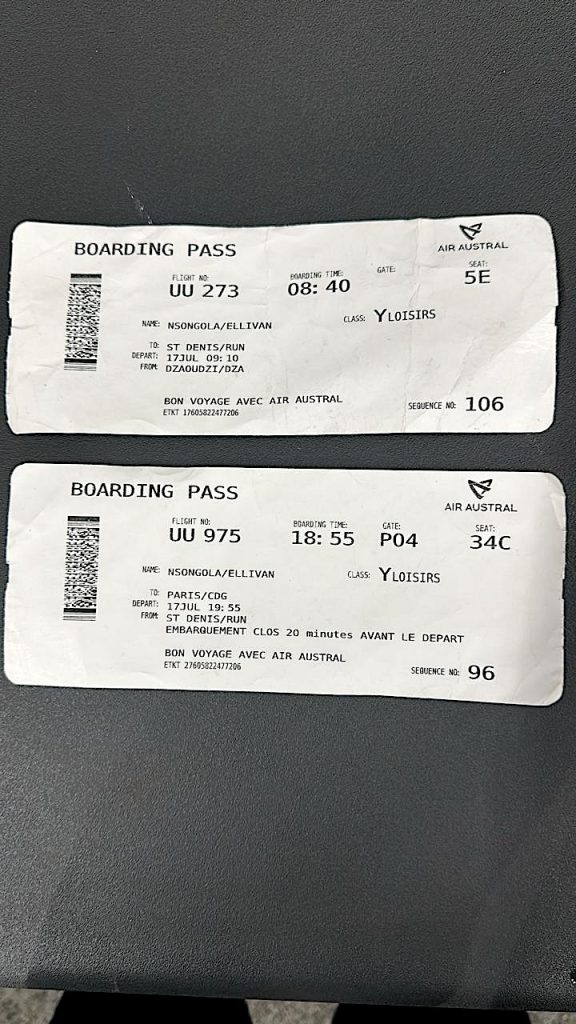 BOARDING PASS
AIR AUSTRAL
FLIGHT NO: BOARDING TIME: GATE: SEAT:
UU 273 08:40 5E
NAME: NSONGOLA/ELLIVAN CLASS: Y LOISIRS
TO: ST DENIS/RUN
DEPART: 17JUL 09:10
FROM: DZAOUDZI/DZA
BON VOYAGE AVEC AIR AUSTRAL
ETKT 17605822477206
SEQUENCE NO: 106
BOARDING PASS
AIR AUSTRAL
FLIGHT NO: BOARDING TIME: GATE: SEAT:
UU 975 18:55 P04 34C
NAME: NSONGOLA/ELLIVAN CLASS: Y LOISIRS
TO: PARIS/CDG
DEPART: 17JUL 19:55
FROM: ST DENIS/RUN
EMBARQUEMENT CLOS 20 minutes AVANT LE DEPART
BON VOYAGE AVEC AIR AUSTRAL
ETKT 27605822477206
SEQUENCE NO: 96